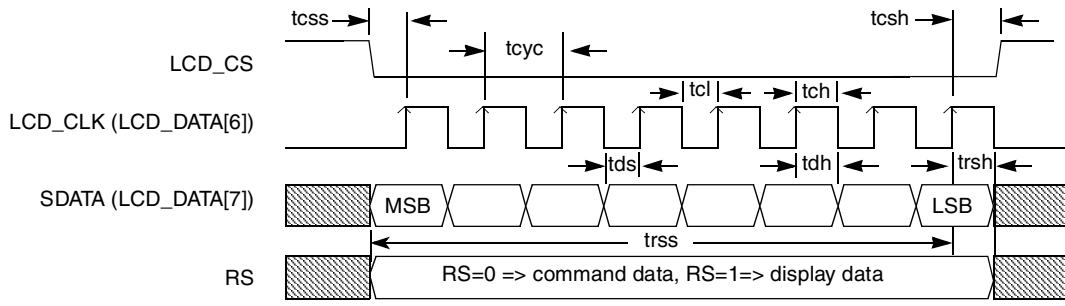 tcss
tcsh
LCD_CS
tcyc
tcl
tch
LCD_CLK (LCD_DATA[6])
tds
tdh
trsh
SDATA (LCD_DATA[7])
MSB
LSB
trss
RS
RS=0 => command data, RS=1=> display data